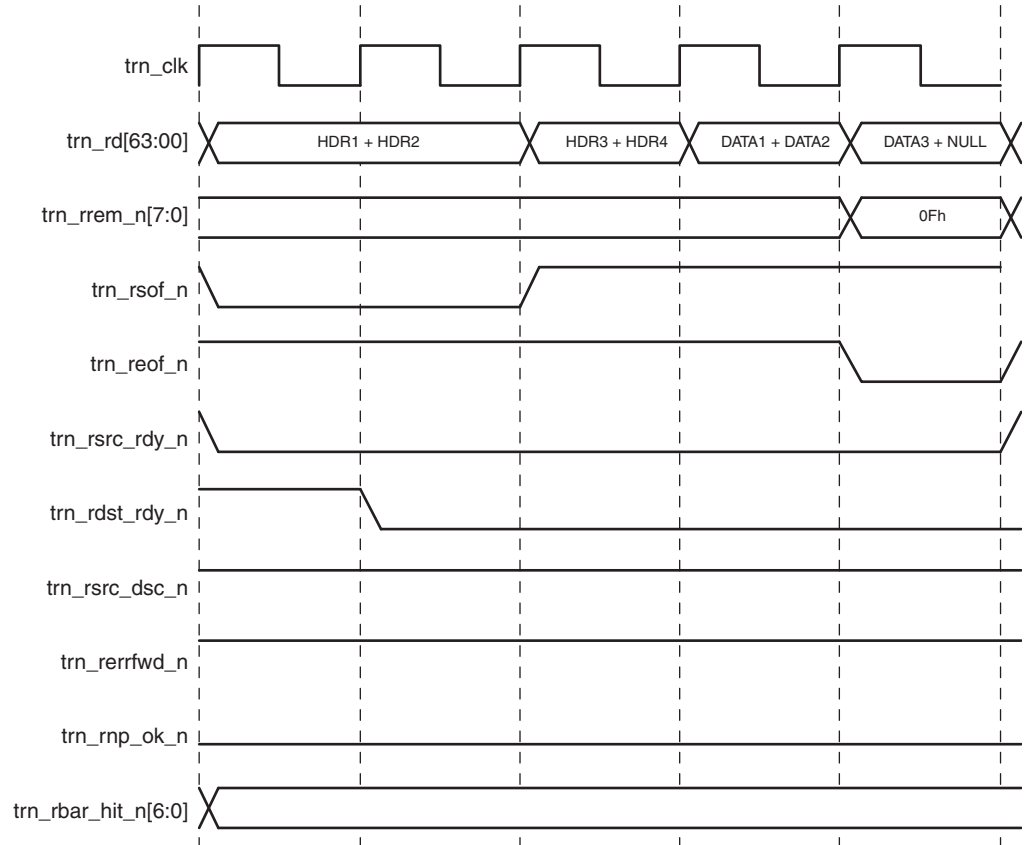 trn_clk
trn_rd[63:00]
HDR1 + HDR2
HDR3 + HDR4
DATA1 + DATA2
DATA3 + NULL
trn_rrem_n[7:0]
0Fh
trn_rsof_n
trn_reof_n
trn_rsrc_rdy_n
trn_rdst_rdy_n
trn_rsrc_dsc_n
trn_rerrfwd_n
trn_rnp_ok_n
trn_rbar_hit_n[6:0]